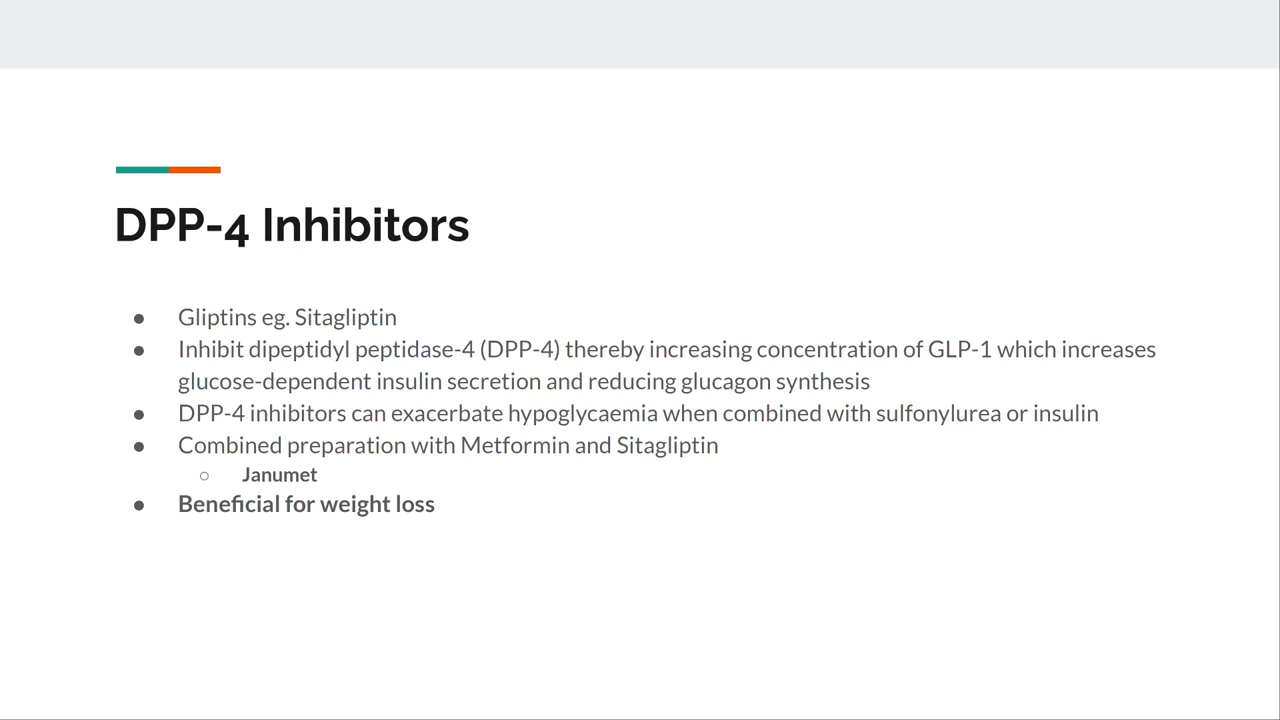 DPP-4 Inhibitors
● Gliptins eg. Sitagliptin
● Inhibit dipeptidyl peptidase-4 (DPP-4) thereby increasing concentration of GLP-1 which increases
glucose-dependent insulin secretion and reducing glucagon synthesis
● DPP-4 inhibitors can exacerbate hypoglycaemia when combined with sulfonylurea or insulin
● Combined preparation with Metformin and Sitagliptin
○ Janumet
● Beneficial for weight loss